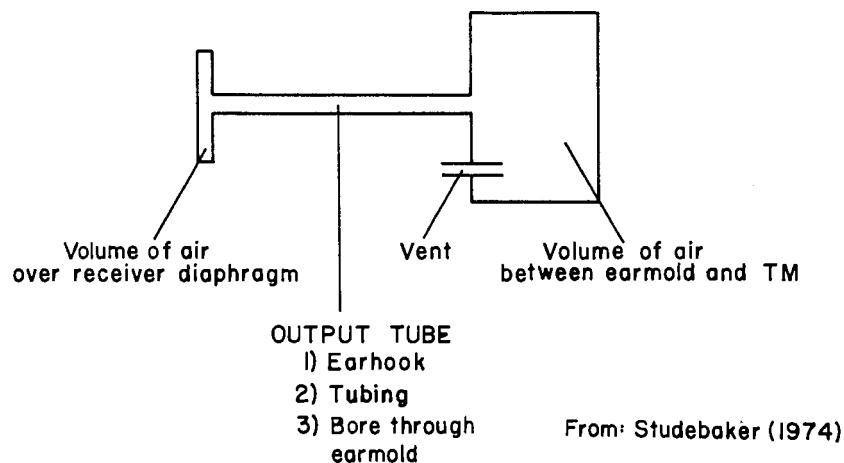 Volume of air
over receiver diaphragm
Vent
Volume of air
between earmold and TM
OUTPUT TUBE
1) Earhook
2) Tubing
3) Bore through
earmold
From: Studebaker (1974)